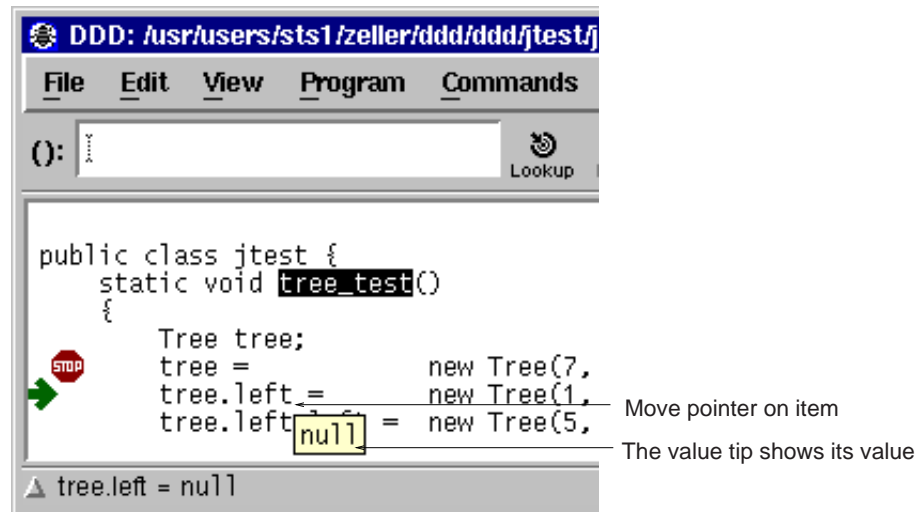 DDD: /usr/users/sts1/zeller/ddd/ddd/jtest/j
File Edit View Program Commands
():
Lookup
public class jtest {
static void tree_test()
{
Tree tree;
STOP
tree = new Tree(7,
tree.left = new Tree(1,
tree.left = new Tree(5,
null
Move pointer on item
The value tip shows its value
tree.left = null